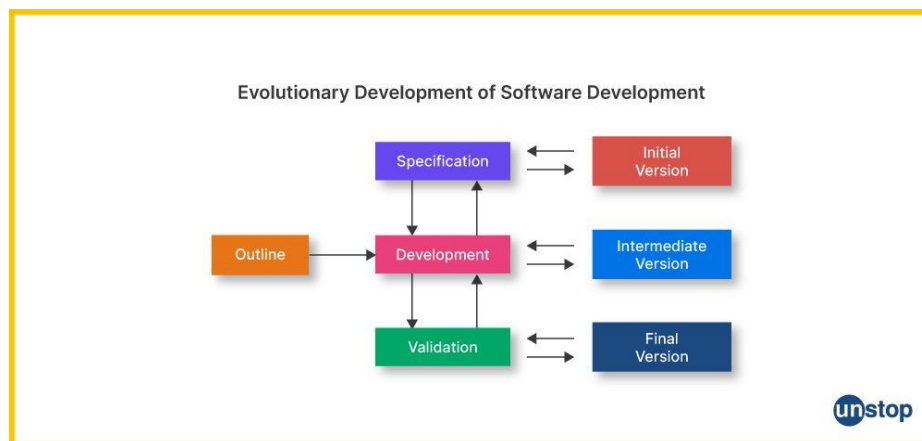 Evolutionary Development of Software Development
Specification
Initial
Version
Outline
Development
Intermediate
Version
Validation
Final
Version
unstop